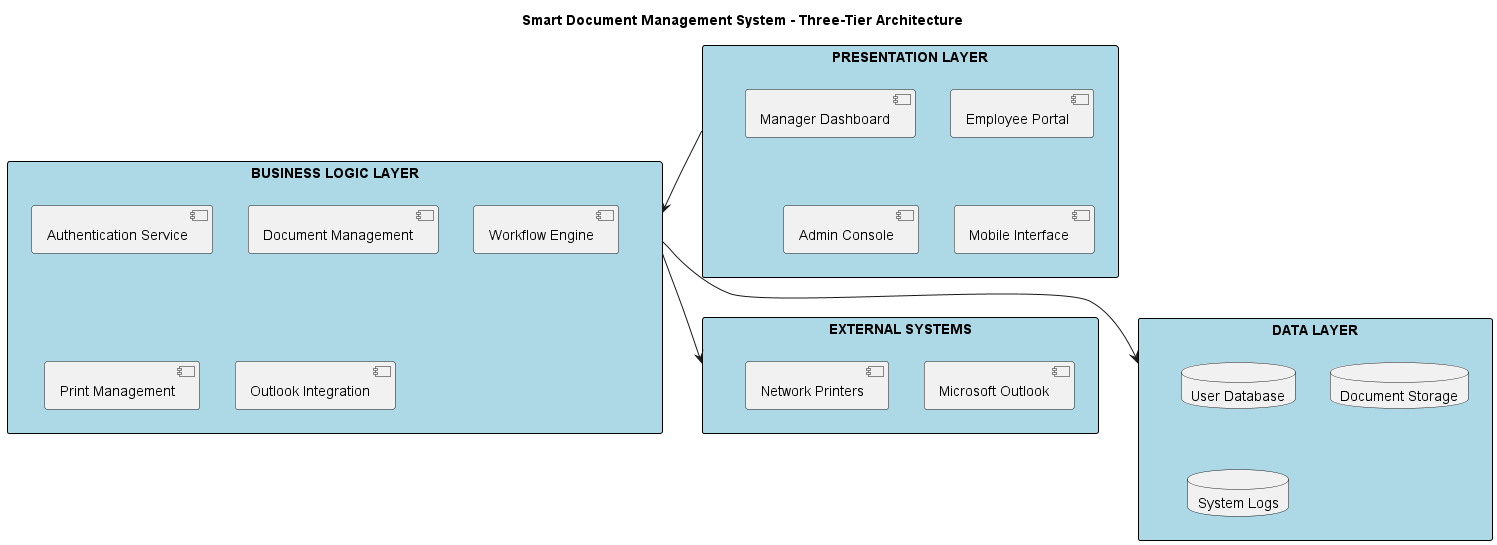 Smart Document Management System - Three-Tier Architecture
PRESENTATION LAYER
Manager Dashboard
Employee Portal
Admin Console
Mobile Interface
BUSINESS LOGIC LAYER
Authentication Service
Document Management
Workflow Engine
Print Management
Outlook Integration
EXTERNAL SYSTEMS
Network Printers
Microsoft Outlook
DATA LAYER
User Database
Document Storage
System Logs